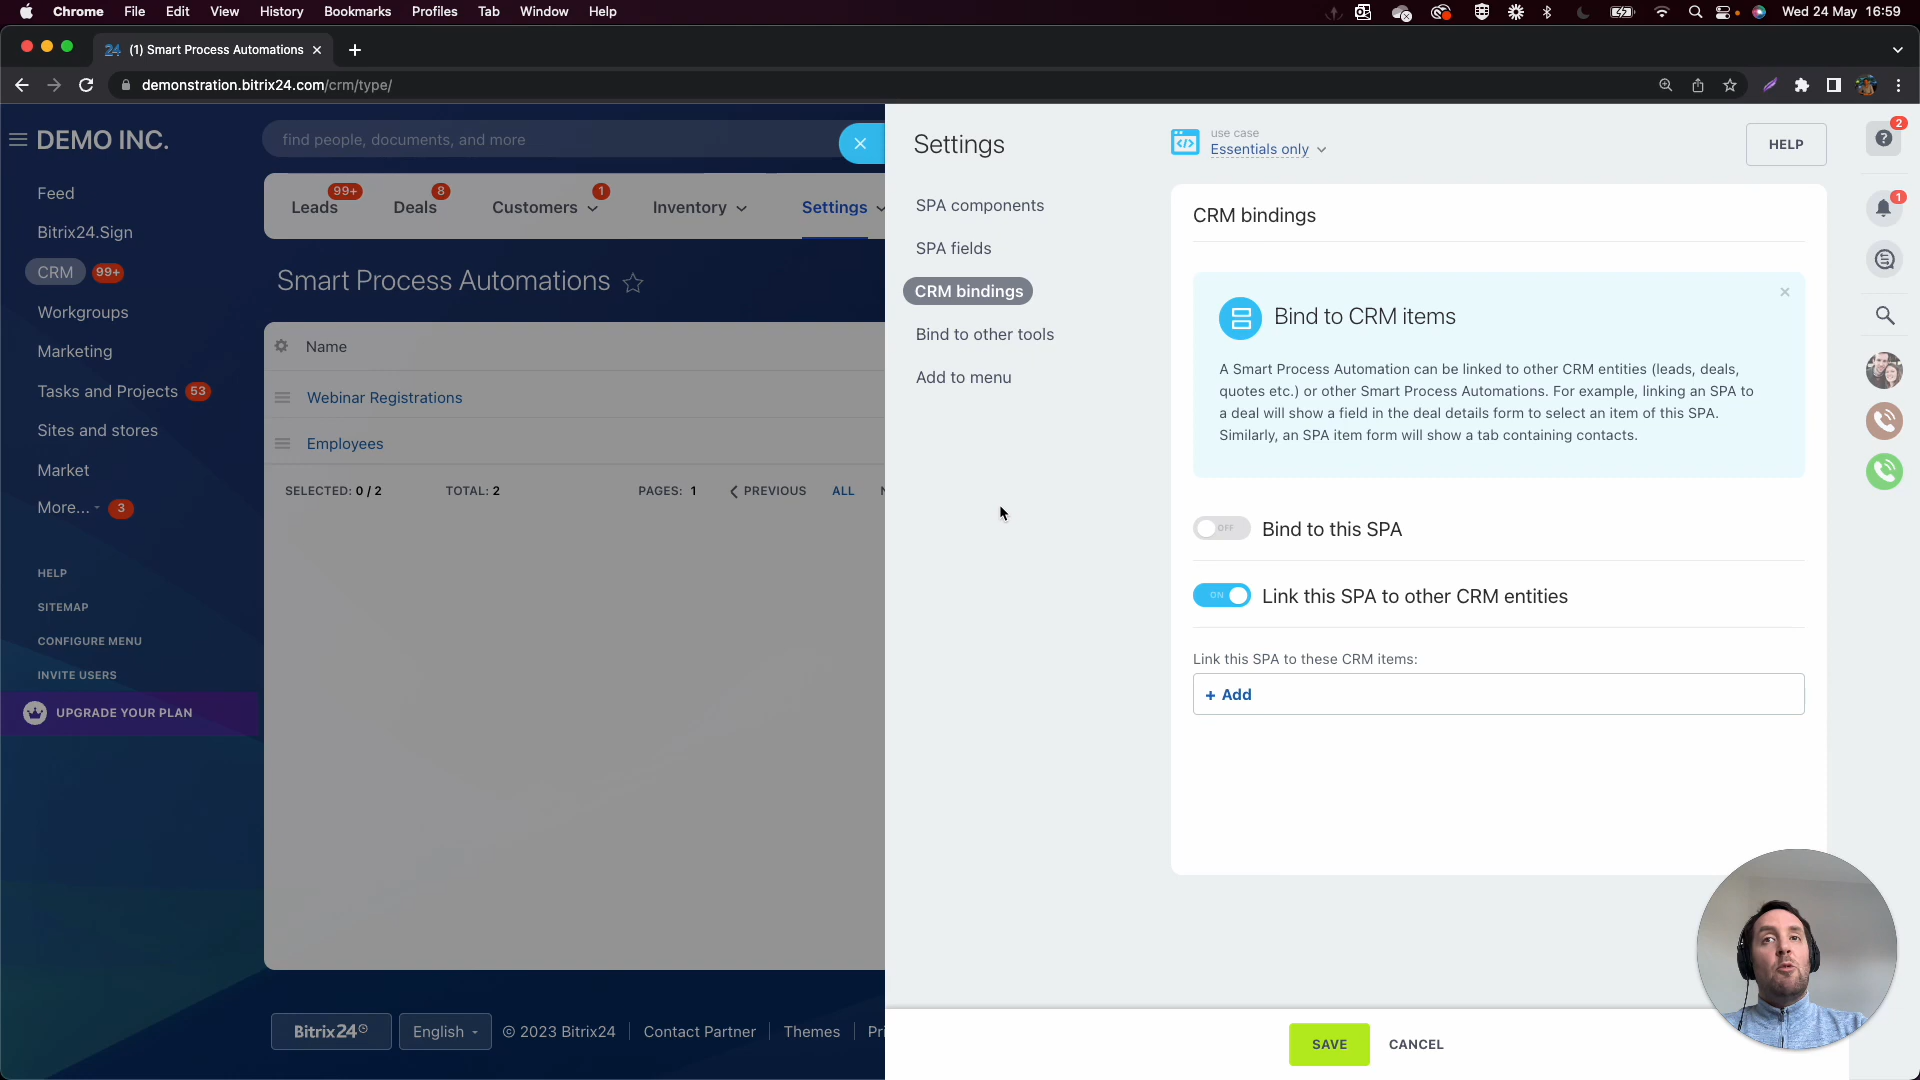 Chrome File Edit View History Bookmarks Profiles Tab Window Help
Wed 24 May 16:59
24 (1) Smart Process Automations
demonstration.bitrix24.com/crm/type/
DEMO INC.
find people, documents, and more
Feed
Bitrix24.Sign
CRM 99+
Workgroups
Marketing
Tasks and Projects 53
Sites and stores
Market
More... 3
HELP
SITEMAP
CONFIGURE MENU
INVITE USERS
UPGRADE YOUR PLAN
Leads 99+
Deals 8
Customers 1
Inventory
Settings
Smart Process Automations
Name
Webinar Registrations
Employees
SELECTED: 0 / 2 TOTAL: 2 PAGES: 1 PREVIOUS ALL N
Bitrix24
English
© 2023 Bitrix24 Contact Partner Themes Pri
Settings
SPA components
SPA fields
CRM bindings
Bind to other tools
Add to menu
use case
Essentials only
HELP
CRM bindings
Bind to CRM items
A Smart Process Automation can be linked to other CRM entities (leads, deals,
quotes etc.) or other Smart Process Automations. For example, linking an SPA to
a deal will show a field in the deal details form to select an item of this SPA.
Similarly, an SPA item form will show a tab containing contacts.
OFF Bind to this SPA
ON Link this SPA to other CRM entities
Link this SPA to these CRM items:
+ Add
SAVE
CANCEL
2
1